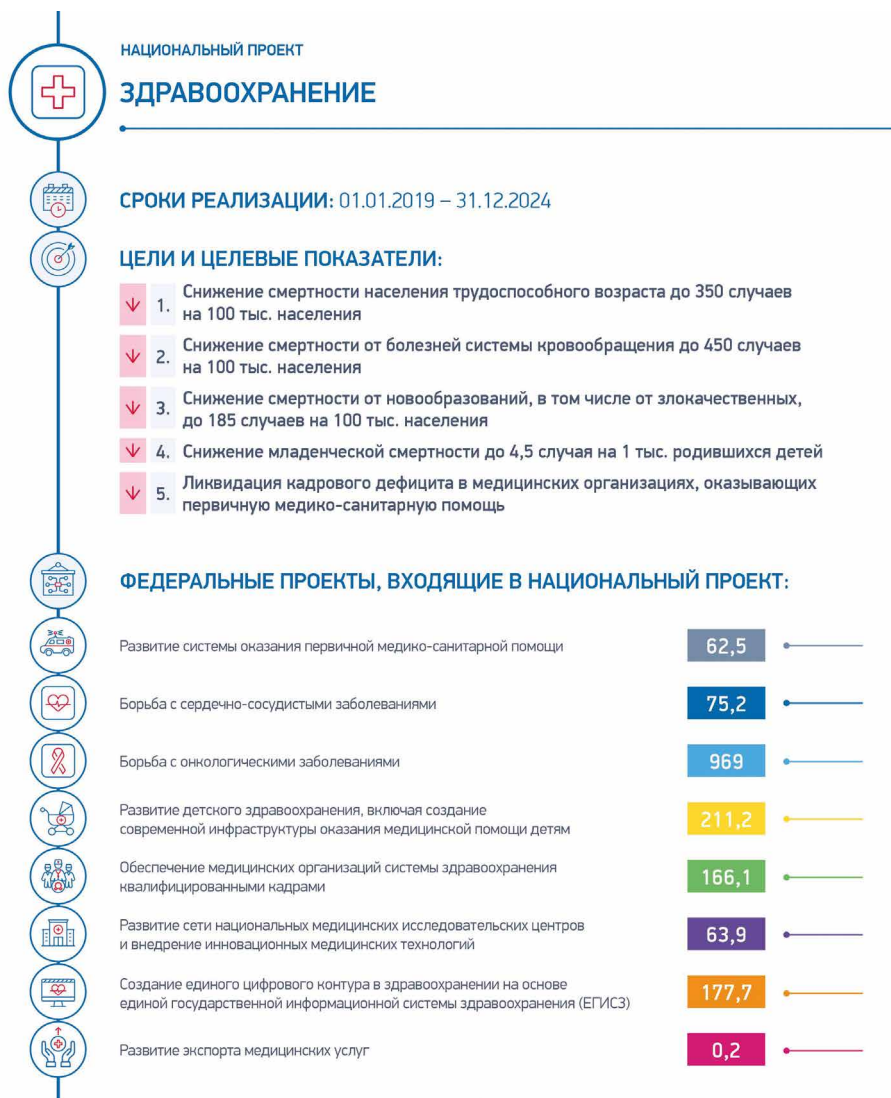 НАЦИОНАЛЬНЫЙ ПРОЕКТ
ЗДРАВООХРАНЕНИЕ
СРОКИ РЕАЛИЗАЦИИ: 01.01.2019 – 31.12.2024
ЦЕЛИ И ЦЕЛЕВЫЕ ПОКАЗАТЕЛИ:
1. Снижение смертности населения трудоспособного возраста до 350 случаев
на 100 тыс. населения
2. Снижение смертности от болезней системы кровообращения до 450 случаев
на 100 тыс. населения
3. Снижение смертности от новообразований, в том числе от злокачественных,
до 185 случаев на 100 тыс. населения
4. Снижение младенческой смертности до 4,5 случая на 1 тыс. родившихся детей
5. Ликвидация кадрового дефицита в медицинских организациях, оказывающих
первичную медико-санитарную помощь
ФЕДЕРАЛЬНЫЕ ПРОЕКТЫ, ВХОДЯЩИЕ В НАЦИОНАЛЬНЫЙ ПРОЕКТ:
Развитие системы оказания первичной медико-санитарной помощи 62,5
Борьба с сердечно-сосудистыми заболеваниями 75,2
Борьба с онкологическими заболеваниями 969
Развитие детского здравоохранения, включая создание
современной инфраструктуры оказания медицинской помощи детям 211,2
Обеспечение медицинских организаций системы здравоохранения
квалифицированными кадрами 166,1
Развитие сети национальных медицинских исследовательских центров
и внедрение инновационных медицинских технологий 63,9
Создание единого цифрового контура в здравоохранении на основе
единой государственной информационной системы здравоохранения (ЕГИСЗ) 177,7
Развитие экспорта медицинских услуг 0,2